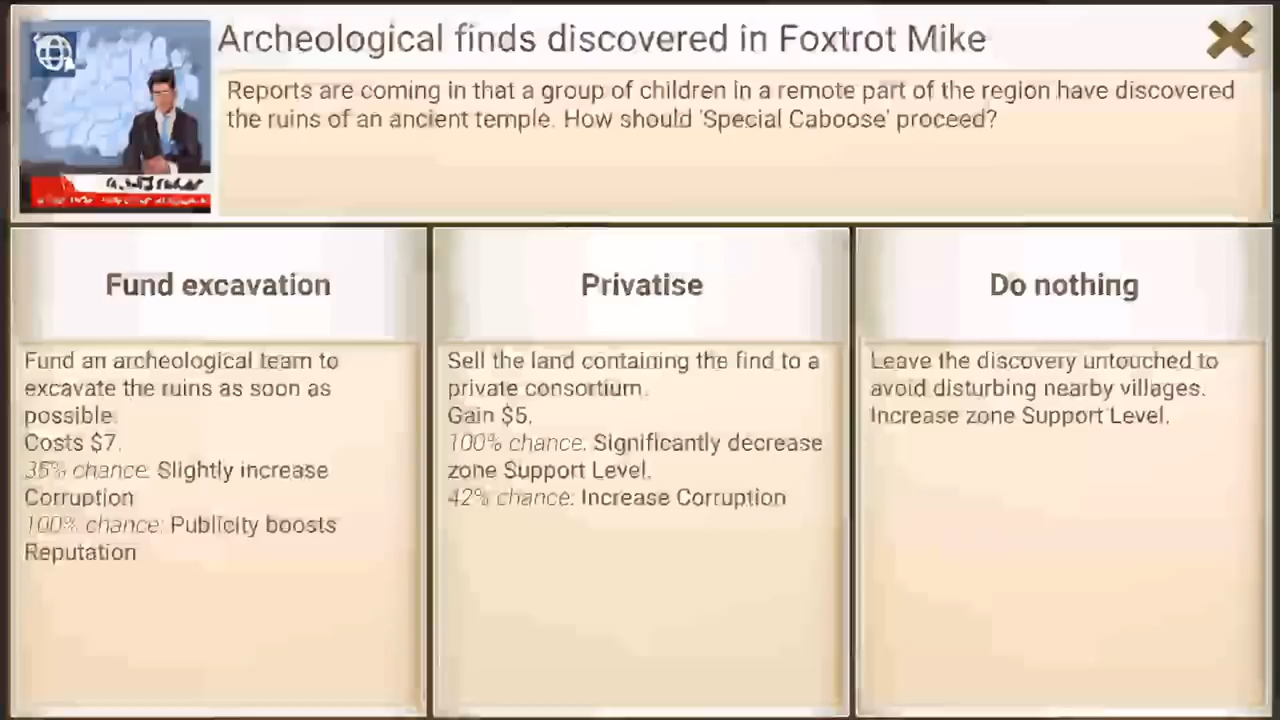 Archeological finds discovered in Foxtrot Mike
Reports are coming in that a group of children in a remote part of the region have discovered
the ruins of an ancient temple. How should 'Special Caboose' proceed?
Fund excavation
Fund an archeological team to
excavate the ruins as soon as
possible.
Costs $7.
35% chance: Slightly increase
Corruption
100% chance: Publicity boosts
Reputation
Privatise
Sell the land containing the find to a
private consortium.
Gain $5.
100% chance: Significantly decrease
zone Support Level.
42% chance: Increase Corruption
Do nothing
Leave the discovery untouched to
avoid disturbing nearby villages.
Increase zone Support Level.